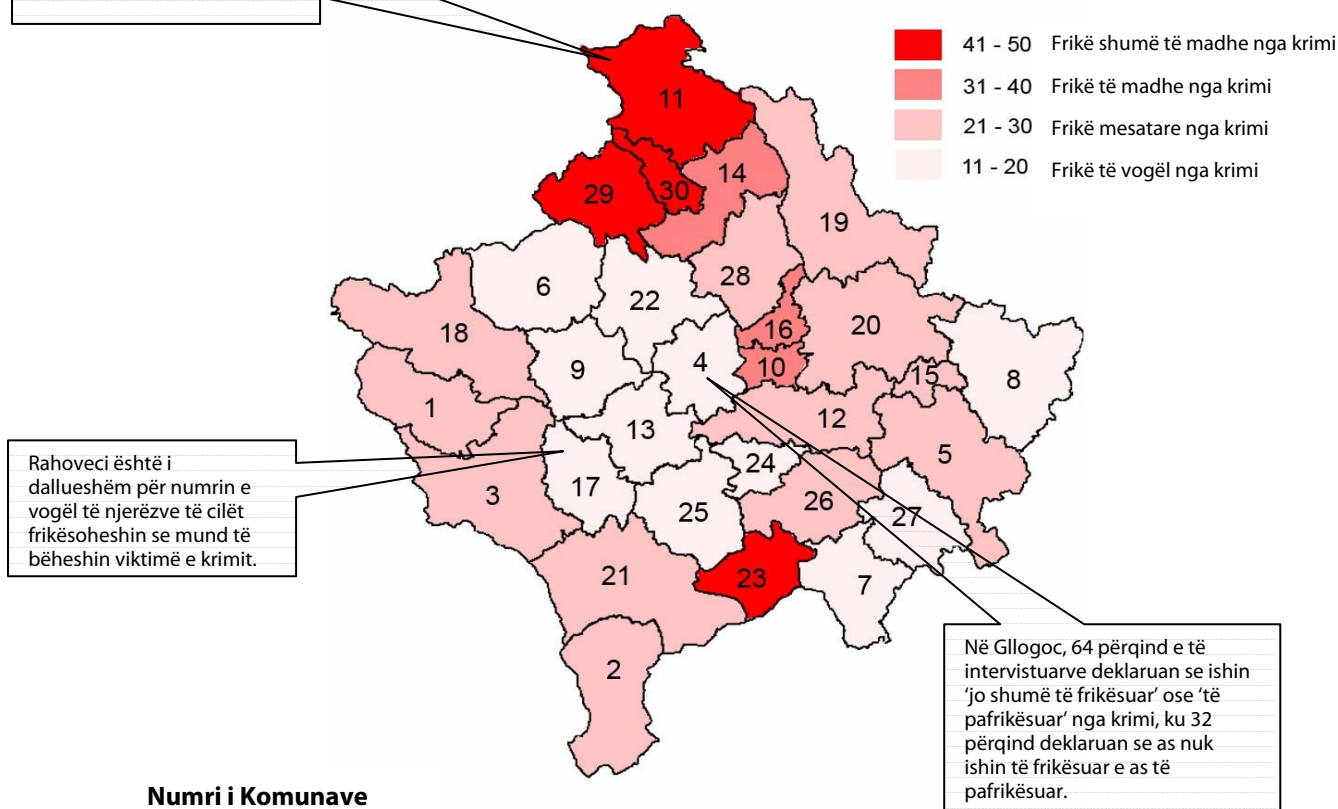 41 - 50 Frikë shumë të madhe nga krimi
31 - 40 Frikë të madhe nga krimi
21 - 30 Frikë mesatare nga krimi
11 - 20 Frikë të vogël nga krimi
11
14
30
29
19
28
6
22
18
20
16
4
10
9
15
8
1
12
13
5
24
17
3
26
25
27
23
21
7
2
Rahoveci është i
dallueshëm për numrin e
vogël të njerëzve të cilët
frikësoheshin se mund të
bëheshin viktimë e krimit.
Në Gllogoc, 64 përqind e të
intervistuarve deklaruan se ishin
‘jo shumë të frikësuar’ ose ‘të
pafrikësuar’ nga krimi, ku 32
përqind deklaruan se as nuk
ishin të frikësuar e as të
pafrikësuar.
Numri i Komunave